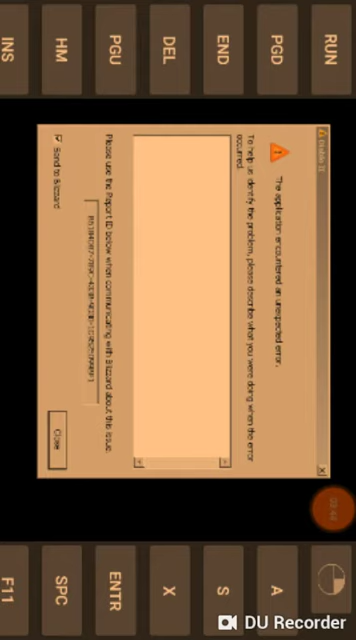 INS
HM
PGU
DEL
END
PGD
RUN
Diablo II
The application encountered an unexpected error.
To help us identify the problem, please describe what you were doing when the error
occurred.
Please use the Report ID below when communicating with Blizzard about this issue.
Send to Blizzard
Close
F11
SPC
ENTR
X
S
A
DU Recorder